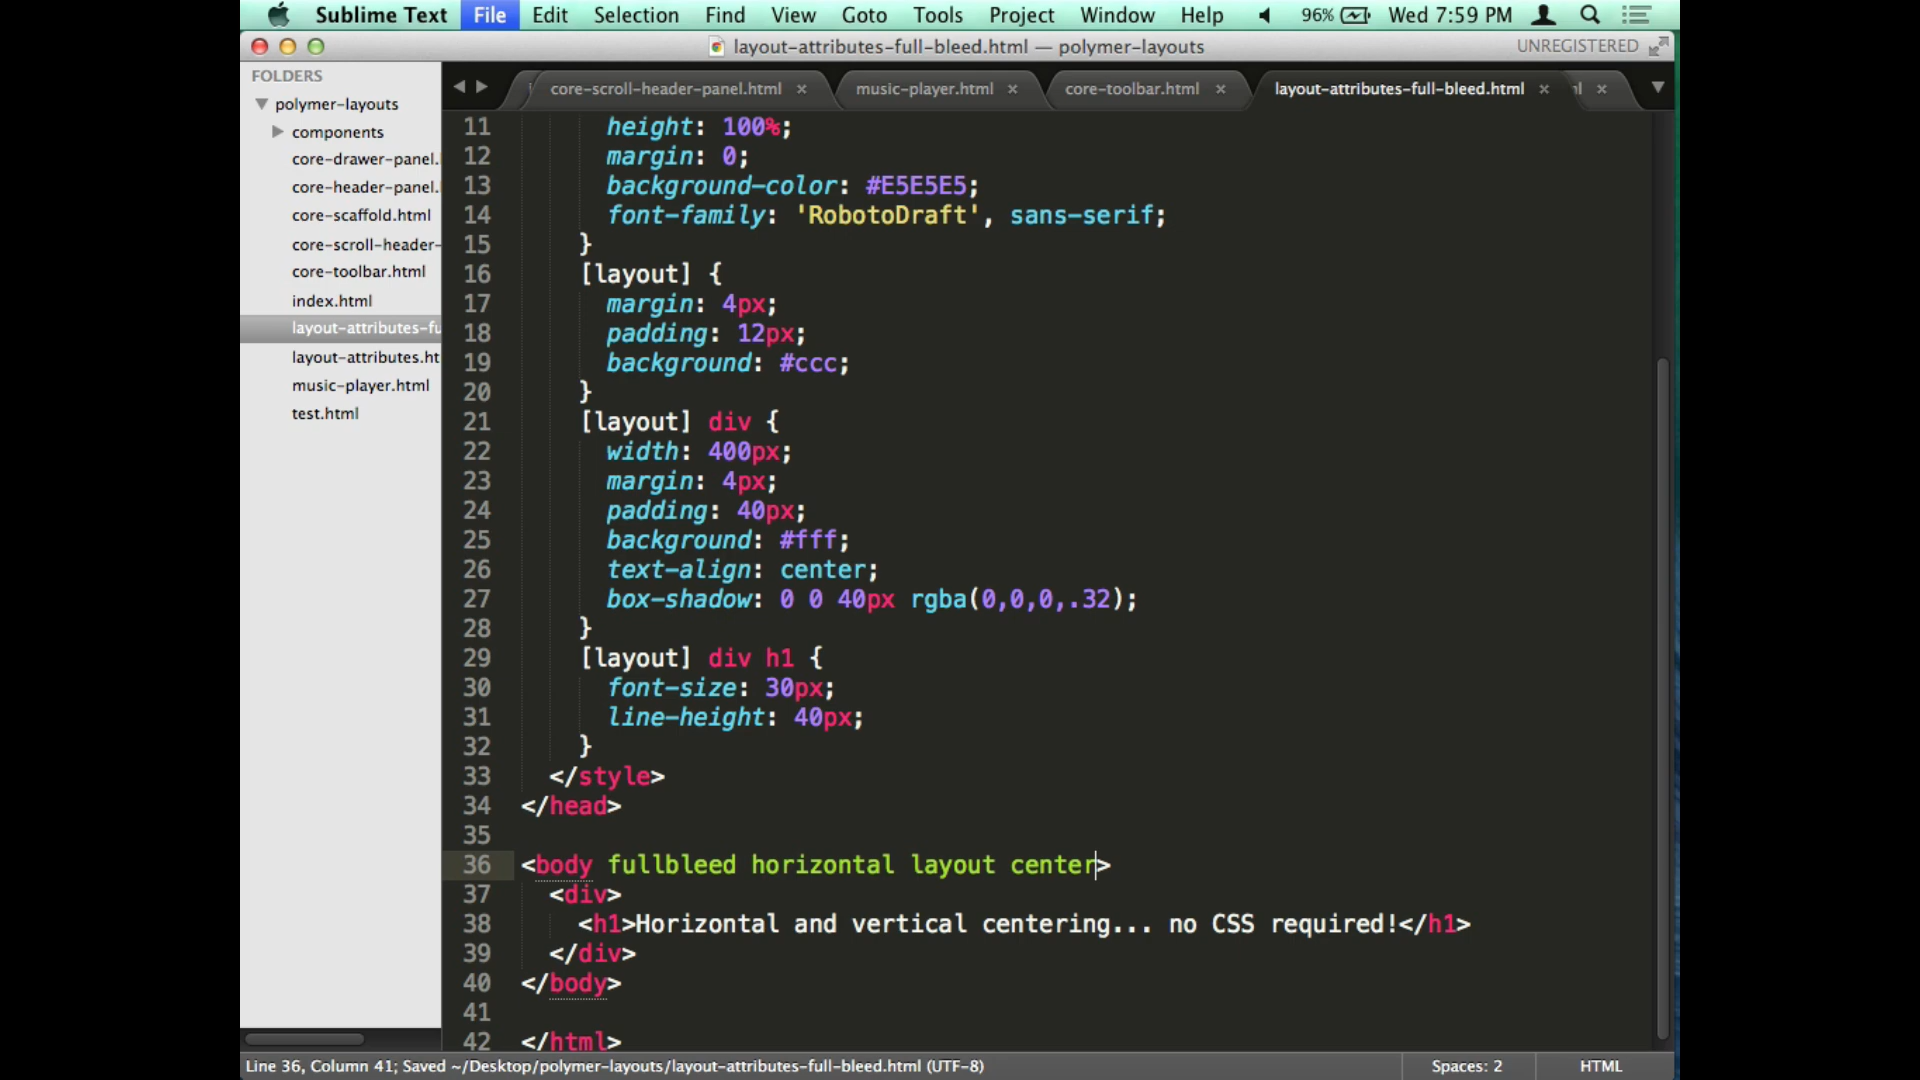 Sublime Text File Edit Selection Find View Goto Tools Project Window Help 96% Wed 7:59 PM
layout-attributes-full-bleed.html — polymer-layouts UNREGISTERED
FOLDERS
polymer-layouts
components
core-drawer-panel.
core-header-panel.
core-scaffold.html
core-scroll-header-
core-toolbar.html
index.html
layout-attributes-fu
layout-attributes.ht
music-player.html
test.html
core-scroll-header-panel.html × music-player.html × core-toolbar.html × layout-attributes-full-bleed.html × ×
11 height: 100%;
12 margin: 0;
13 background-color: #E5E5E5;
14 font-family: 'RobotoDraft', sans-serif;
15 }
16 [layout] {
17 margin: 4px;
18 padding: 12px;
19 background: #ccc;
20 }
21 [layout] div {
22 width: 400px;
23 margin: 4px;
24 padding: 40px;
25 background: #fff;
26 text-align: center;
27 box-shadow: 0 0 40px rgba(0,0,0,.32);
28 }
29 [layout] div h1 {
30 font-size: 30px;
31 line-height: 40px;
32 }
33 </style>
34 </head>
35
36 <body fullbleed horizontal layout center>
37 <div>
38 <h1>Horizontal and vertical centering... no CSS required!</h1>
39 </div>
40 </body>
41
42 </html>
Line 36, Column 41; Saved ~/Desktop/polymer-layouts/layout-attributes-full-bleed.html (UTF-8) Spaces: 2 HTML